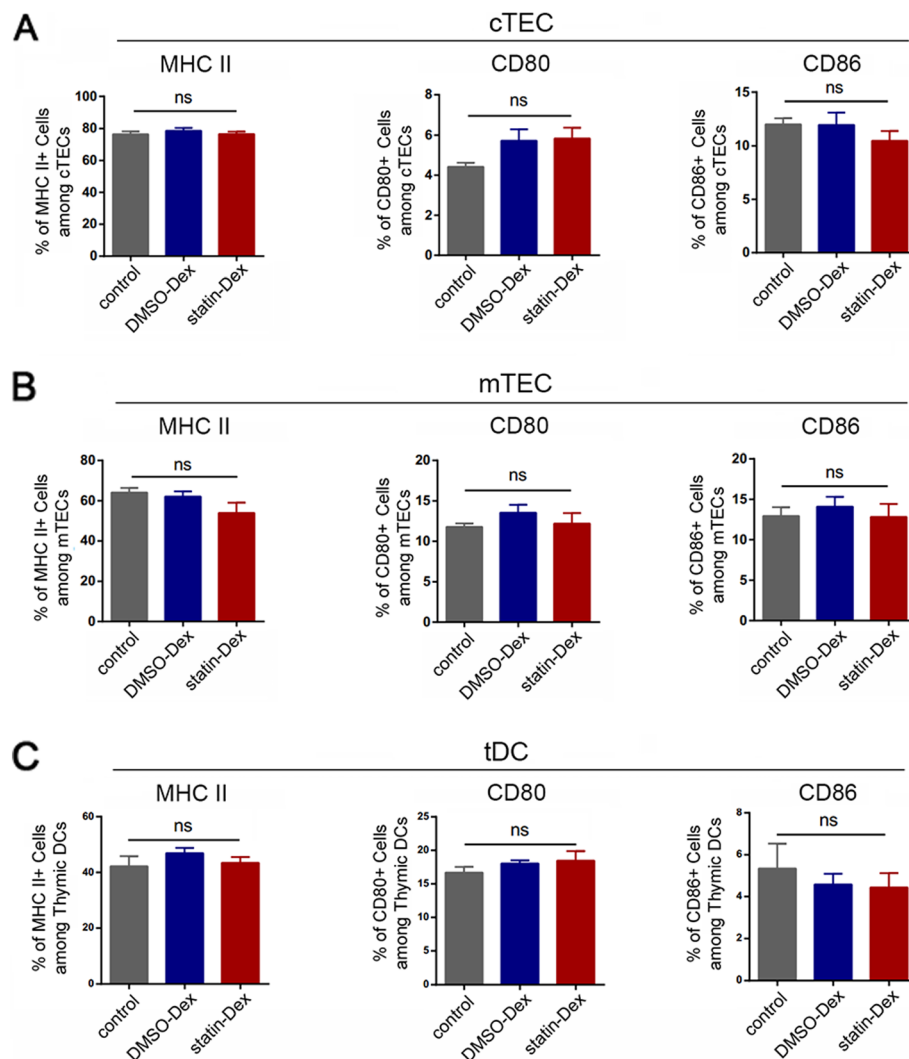 A
cTEC
MHC II
CD80
CD86
% of MHC II+ Cells
among cTECs
100
80
60
40
20
0
ns
control
DMSO-Dex
statin-Dex
% of CD80+ Cells
among cTECs
8
6
4
2
0
ns
control
DMSO-Dex
statin-Dex
% of CD86+ Cells
among cTECs
15
10
5
0
ns
control
DMSO-Dex
statin-Dex
B
mTEC
MHC II
CD80
CD86
% of MHC II+ Cells
among mTECs
80
60
40
20
0
ns
control
DMSO-Dex
statin-Dex
% of CD80+ Cells
among mTECs
20
15
10
5
0
ns
control
DMSO-Dex
statin-Dex
% of CD86+ Cells
among mTECs
20
15
10
5
0
ns
control
DMSO-Dex
statin-Dex
C
tDC
MHC II
CD80
CD86
% of MHC II+ Cells
among Thymic DCs
60
40
20
0
ns
control
DMSO-Dex
statin-Dex
% of CD80+ Cells
among Thymic DCs
25
20
15
10
5
0
ns
control
DMSO-Dex
statin-Dex
% of CD86+ Cells
among Thymic DCs
8
6
4
2
0
ns
control
DMSO-Dex
statin-Dex